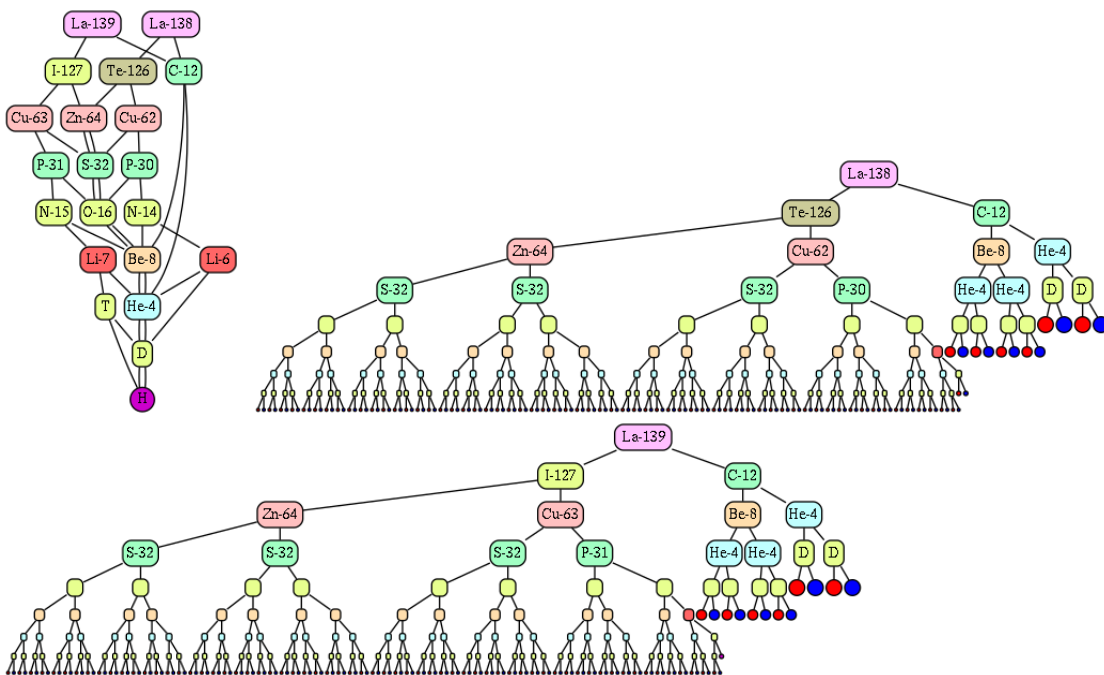 La-139 La-138
I-127 Te-126 C-12
Cu-63 Zn-64 Cu-62
P-31 S-32 P-30
N-15 O-16 N-14
Li-7 Be-8 Li-6
T He-4
D
H
La-138
Te-126 C-12
Zn-64 Cu-62 Be-8 He-4
S-32 S-32 S-32 P-30 He-4 He-4 D D
La-139
I-127 C-12
Zn-64 Cu-63 Be-8 He-4
S-32 S-32 S-32 P-31 He-4 He-4 D D